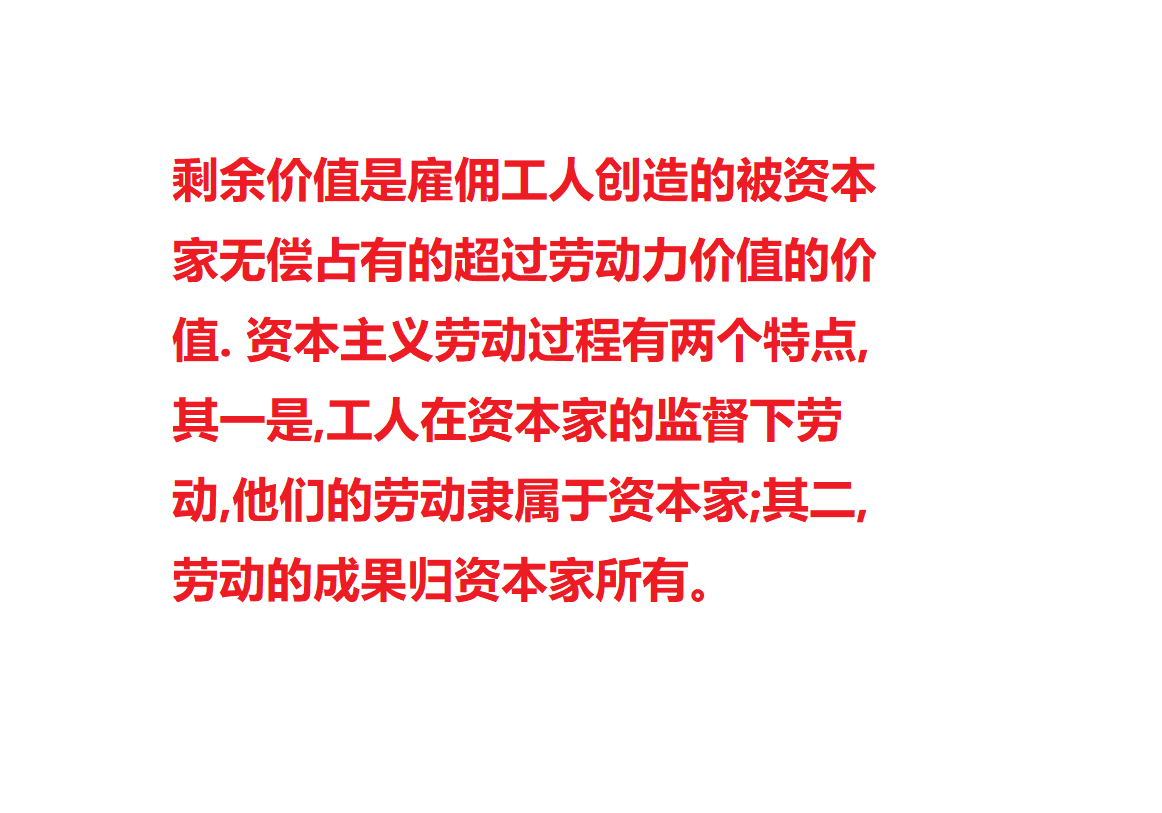 剩余价值是雇佣工人创造的被资本
家无偿占有的超过劳动力价值的价
值. 资本主义劳动过程有两个特点,
其一是,工人在资本家的监督下劳
动,他们的劳动隶属于资本家;其二,
劳动的成果归资本家所有。